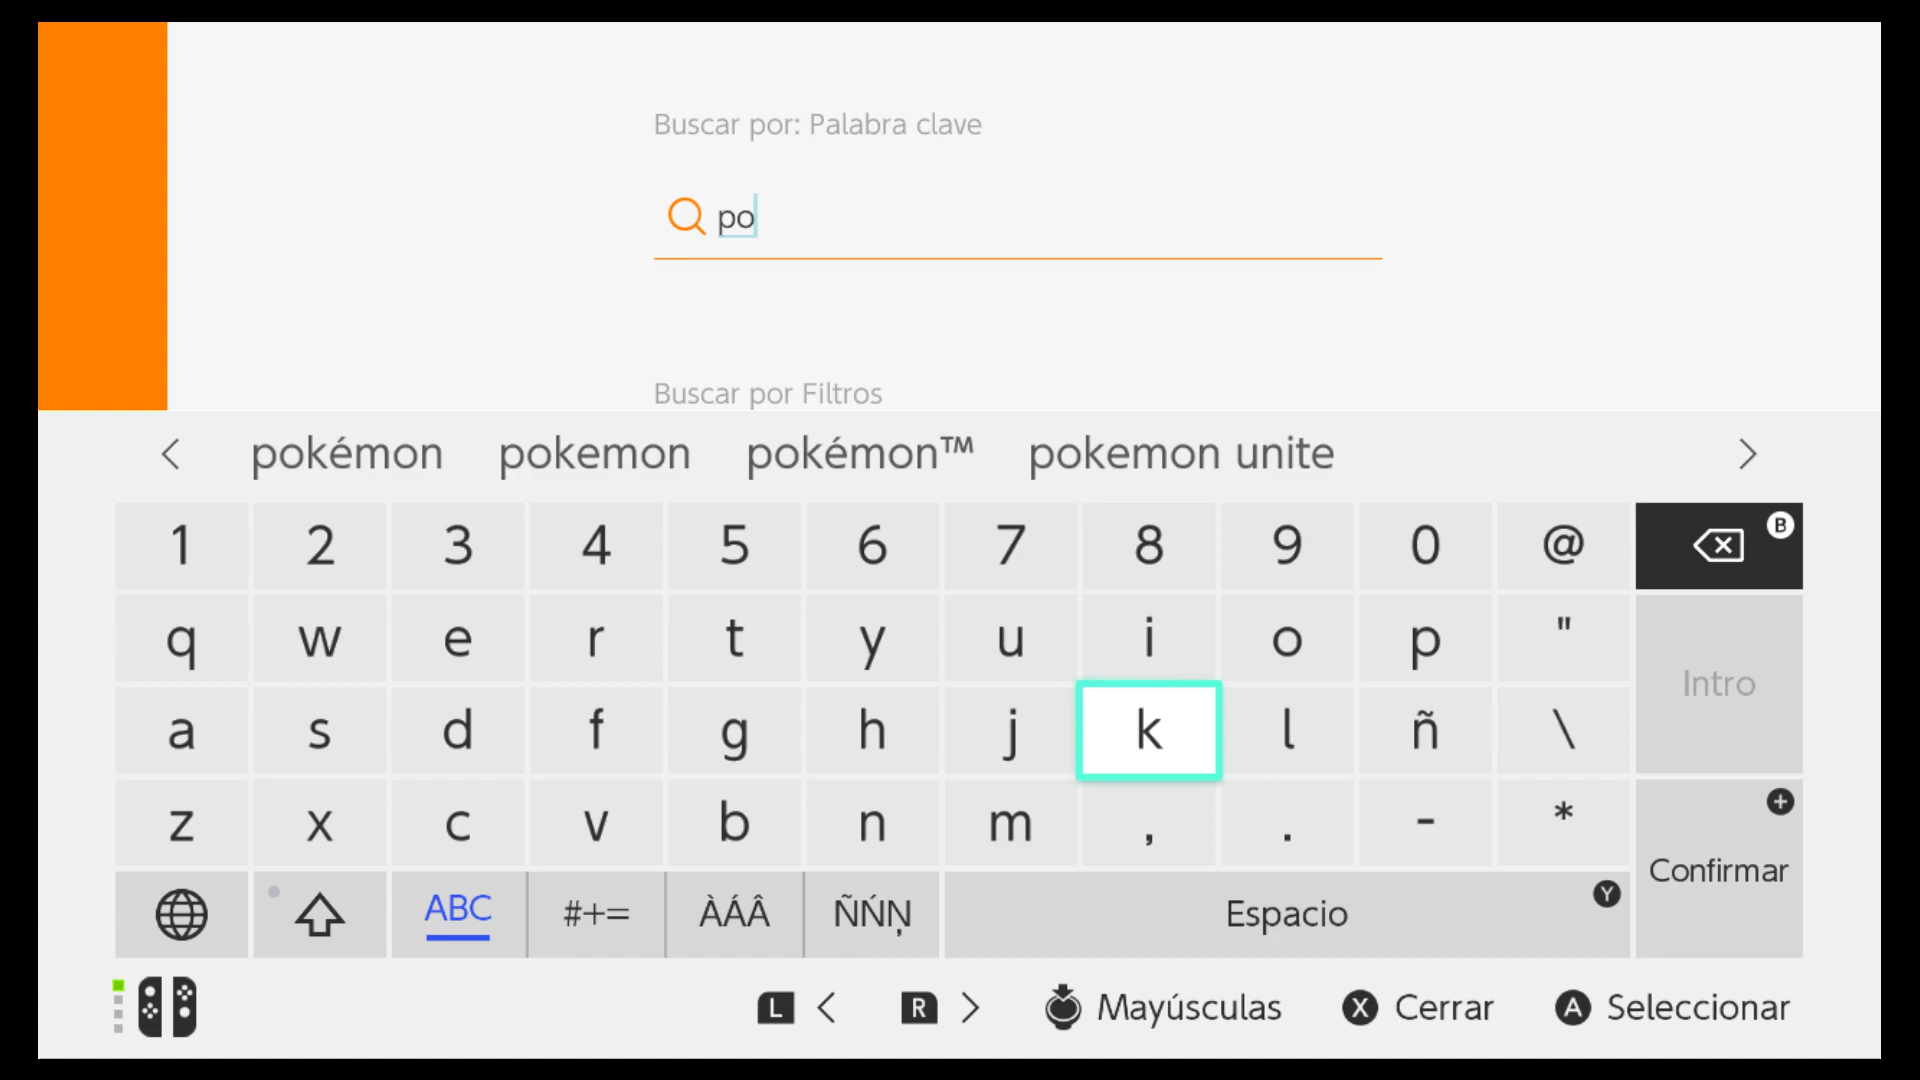 Buscar por: Palabra clave
po
Buscar por Filtros
< pokémon pokemon pokémon™ pokemon unite >
1 2 3 4 5 6 7 8 9 0 @ B
q w e r t y u i o p " Intro
a s d f g h j k l ñ \
z x c v b n m , . - * + Confirmar
ABC #+= ÀÁÂ ÑŃŅ Espacio Y
L < R > Mayúsculas X Cerrar A Seleccionar